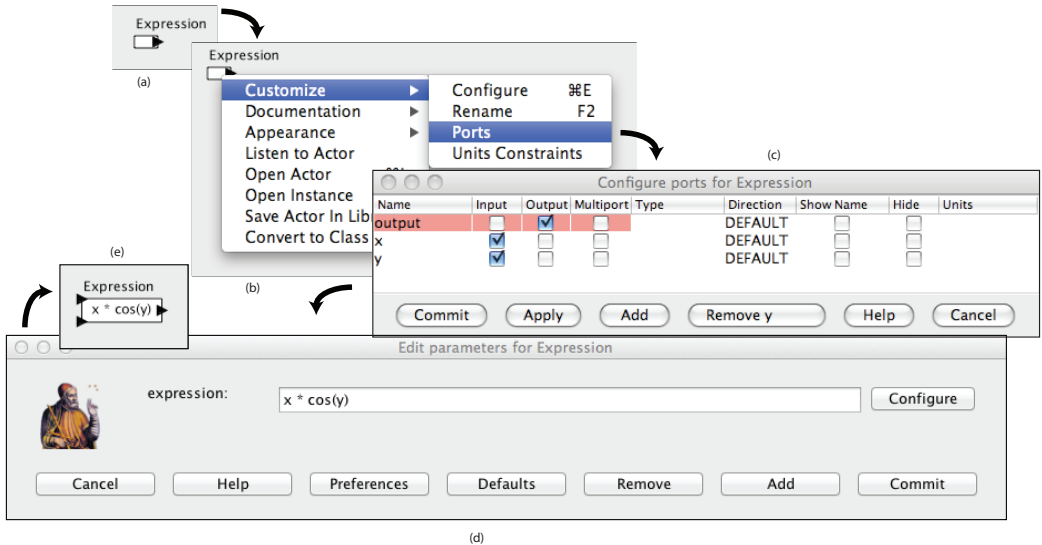 Expression
(a)
Expression
Customize
Documentation
Appearance
Listen to Actor
Open Actor
Open Instance
Save Actor In Lib
Convert to Class
Configure ⌘E
Rename F2
Ports
Units Constraints
(b)
(c)
Configure ports for Expression
Name Input Output Multiport Type Direction Show Name Hide Units
output DEFAULT
x DEFAULT
y DEFAULT
Commit Apply Add Remove y Help Cancel
(e)
Expression
x * cos(y)
Edit parameters for Expression
expression: x * cos(y) Configure
Cancel Help Preferences Defaults Remove Add Commit
(d)